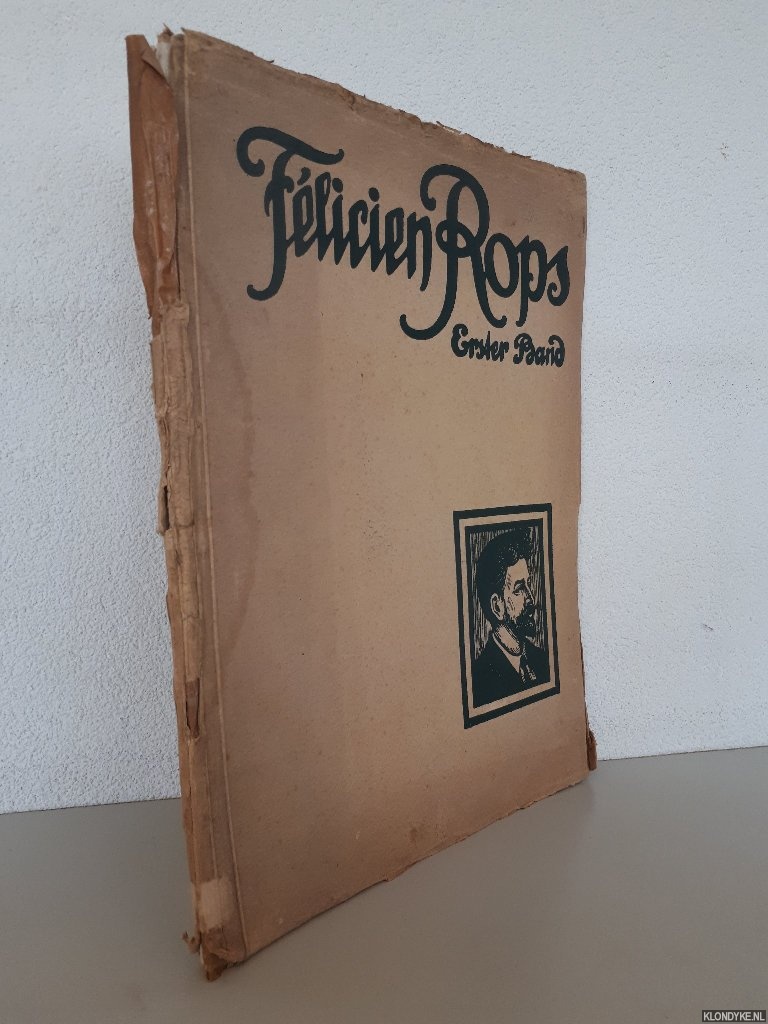 Félicien Rops
Erster Band
KLONDYKE.NL